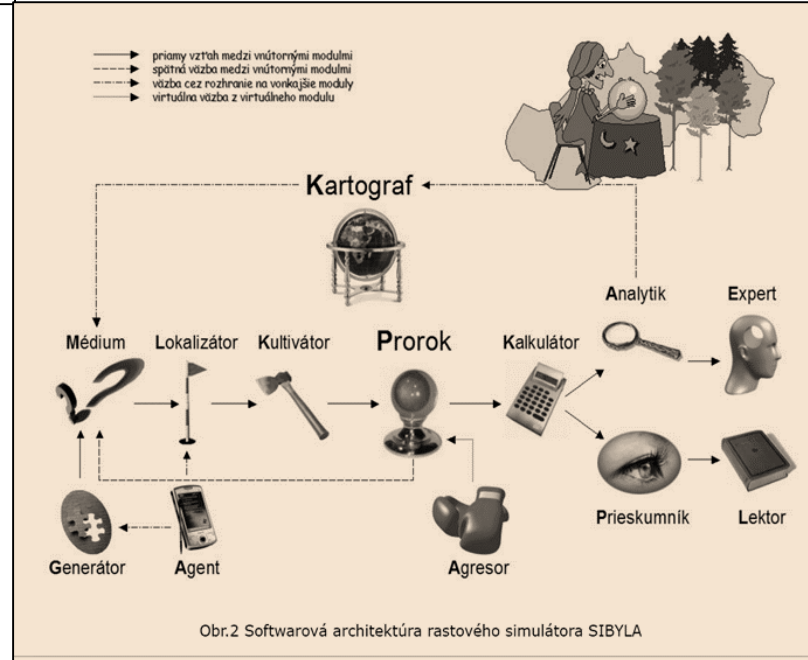 priamy vzťah medzi vnútornými modulmi
spätná väzba medzi vnútornými modulmi
väzba cez rozhranie na vonkajšie moduly
virtuálna väzba z virtuálneho modulu
Kartograf
Analytik Expert
Médium Lokalizátor Kultivátor Prorok Kalkulátor
Prieskumník Lektor
Generátor Agent Agresor
Obr.2 Softwarová architektúra rastového simulátora SIBYLA